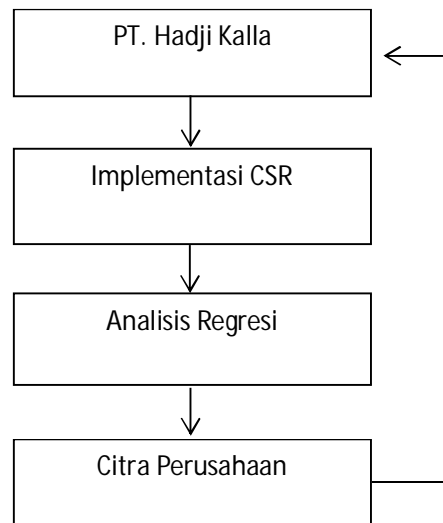 PT. Hadji Kalla
Implementasi CSR
Analisis Regresi
Citra Perusahaan